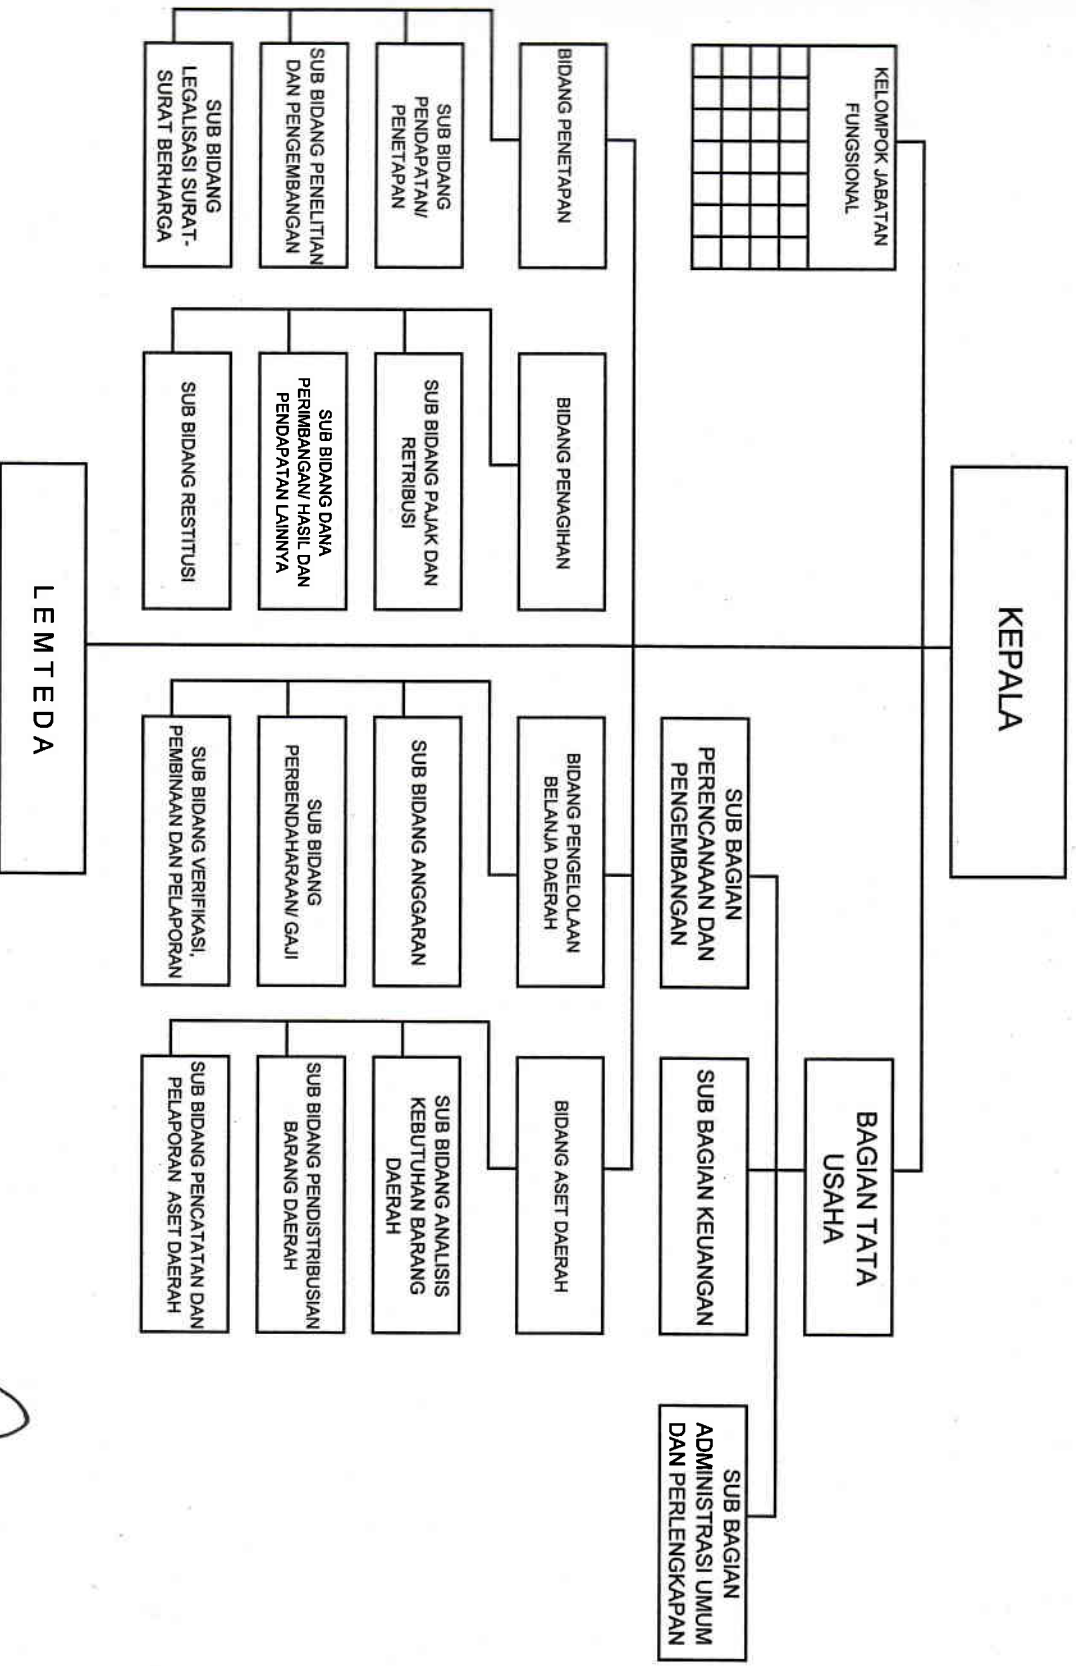 KEPALA
KELOMPOK JABATAN
FUNGSIONAL
BAGIAN TATA
USAHA
SUB BAGIAN
PERENCANAAN DAN
PENGEMBANGAN
SUB BAGIAN KEUANGAN
SUB BAGIAN
ADMINISTRASI UMUM
DAN PERLENGKAPAN
BIDANG PENETAPAN
SUB BIDANG
PENDAPATAN/
PENETAPAN
SUB BIDANG PENELITIAN
DAN PENGEMBANGAN
SUB BIDANG
LEGALISASI SURAT-
SURAT BERHARGA
BIDANG PENAGIHAN
SUB BIDANG PAJAK DAN
RETRIBUSI
SUB BIDANG DANA
PERIMBANGAN/ HASIL DAN
PENDAPATAN LAINNYA
SUB BIDANG RESTITUSI
BIDANG PENGELOLAAN
BELANJA DAERAH
SUB BIDANG ANGGARAN
SUB BIDANG
PERBENDAHARAAN/ GAJI
SUB BIDANG VERIFIKASI,
PEMBINAAN DAN PELAPORAN
BIDANG ASET DAERAH
SUB BIDANG ANALISIS
KEBUTUHAN BARANG
DAERAH
SUB BIDANG PENDISTRIBUSIAN
BARANG DAERAH
SUB BIDANG PENCATATAN DAN
PELAPORAN ASET DAERAH
LEMTEDA